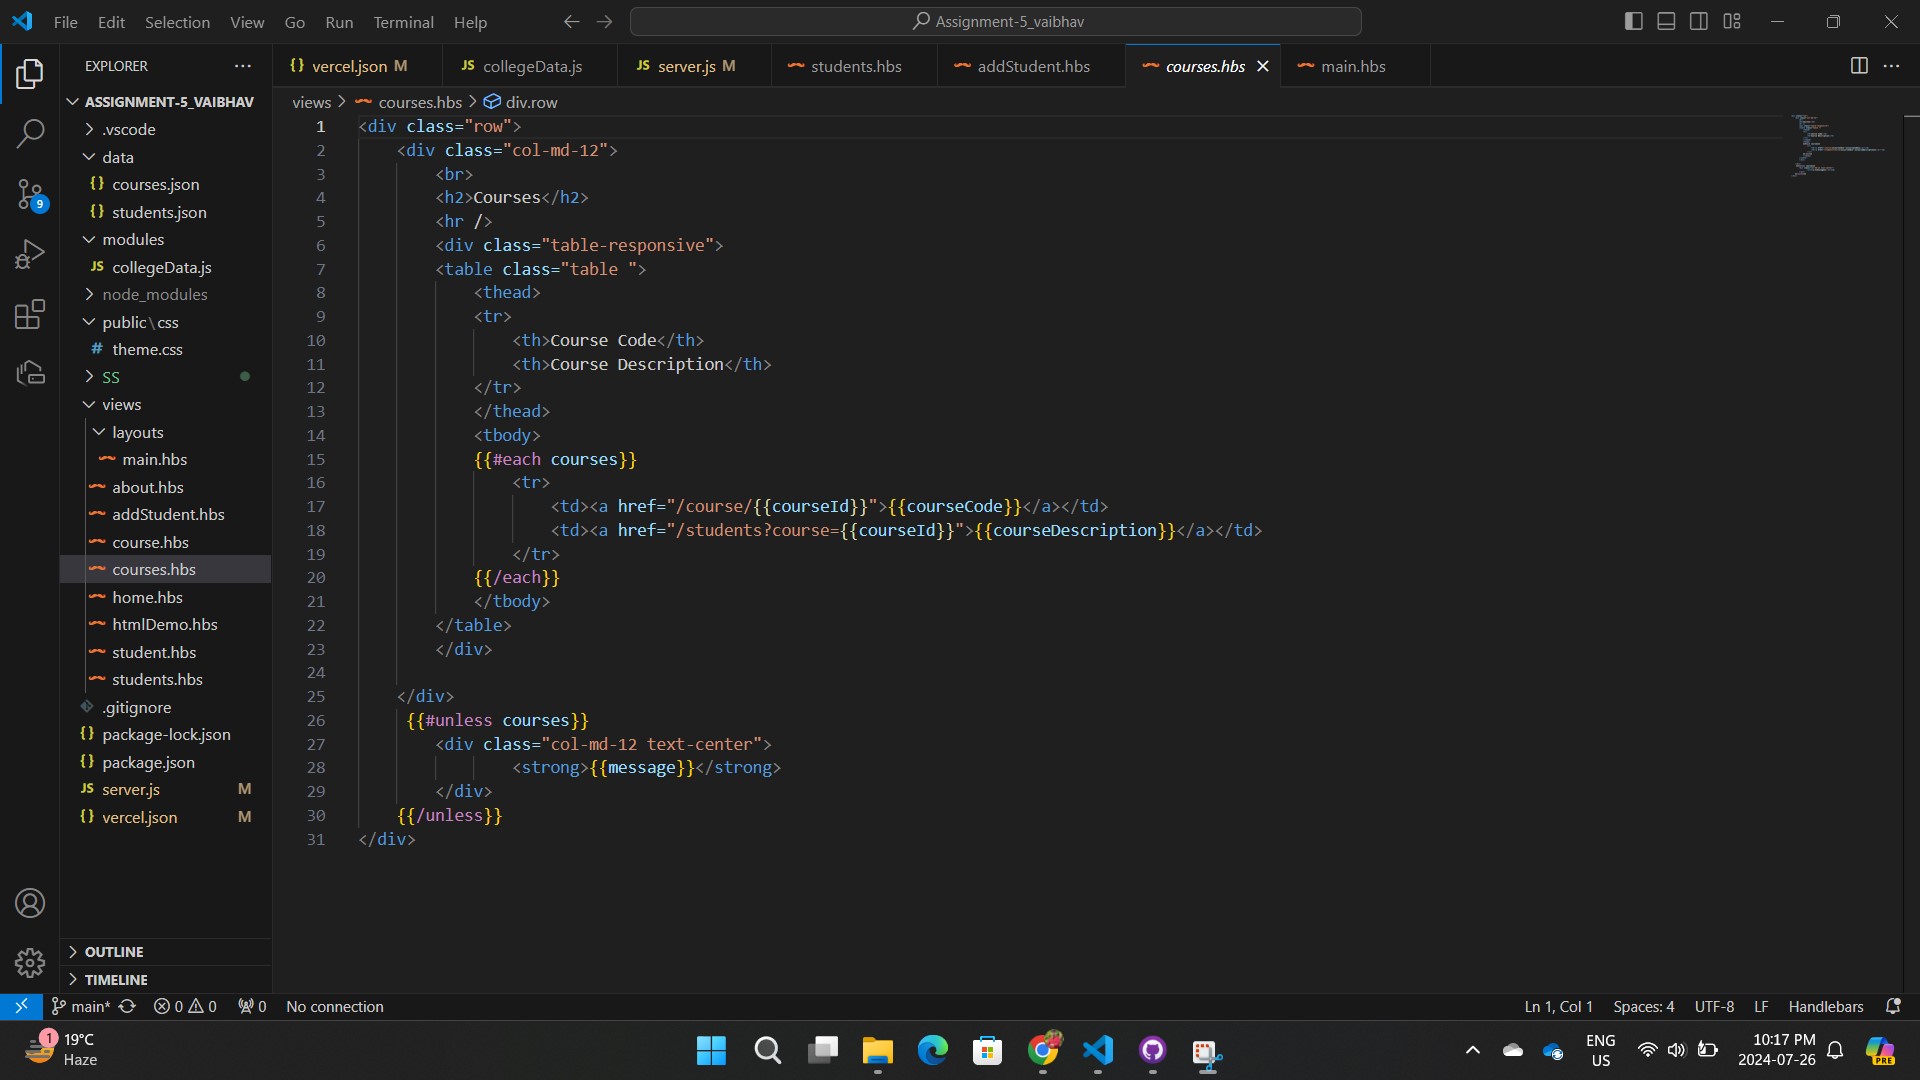 File Edit Selection View Go Run Terminal Help
Assignment-5_vaibhav
EXPLORER
ASSIGNMENT-5_VAIBHAV
.vscode
data
{} courses.json
{} students.json
modules
JS collegeData.js
node_modules
public\css
# theme.css
SS
views
layouts
main.hbs
about.hbs
addStudent.hbs
course.hbs
courses.hbs
home.hbs
htmlDemo.hbs
student.hbs
students.hbs
.gitignore
{} package-lock.json
{} package.json
JS server.js M
{} vercel.json M
OUTLINE
TIMELINE
9
{} vercel.json M JS collegeData.js JS server.js M students.hbs addStudent.hbs courses.hbs main.hbs
views > courses.hbs > div.row
1 <div class="row">
2 <div class="col-md-12">
3 <br>
4 <h2>Courses</h2>
5 <hr />
6 <div class="table-responsive">
7 <table class="table ">
8 <thead>
9 <tr>
10 <th>Course Code</th>
11 <th>Course Description</th>
12 </tr>
13 </thead>
14 <tbody>
15 {{#each courses}}
16 <tr>
17 <td><a href="/course/{{courseId}}">{{courseCode}}</a></td>
18 <td><a href="/students?course={{courseId}}">{{courseDescription}}</a></td>
19 </tr>
20 {{/each}}
21 </tbody>
22 </table>
23 </div>
24
25 </div>
26 {{#unless courses}}
27 <div class="col-md-12 text-center">
28 <strong>{{message}}</strong>
29 </div>
30 {{/unless}}
31 </div>
main* 0 0 0 No connection
Ln 1, Col 1 Spaces: 4 UTF-8 LF Handlebars
1 19°C
Haze
ENG
US
10:17 PM
2024-07-26
PRE